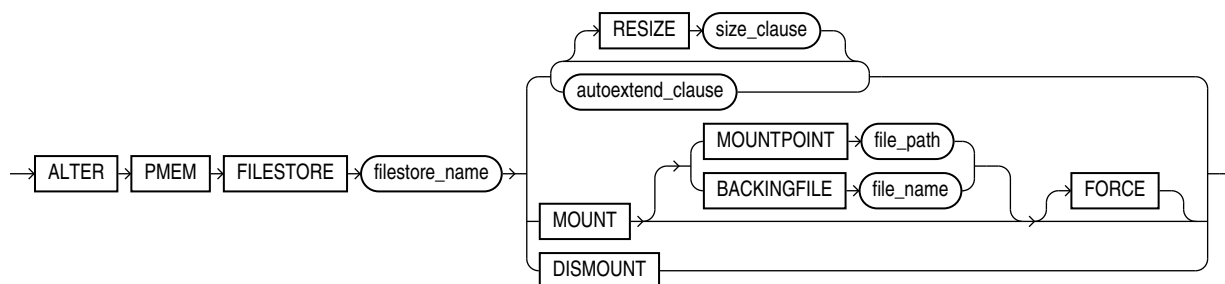 RESIZE size_clause
autoextend_clause
MOUNTPOINT file_path
ALTER PMEM FILESTORE filestore_name
BACKINGFILE file_name
FORCE
MOUNT
DISMOUNT